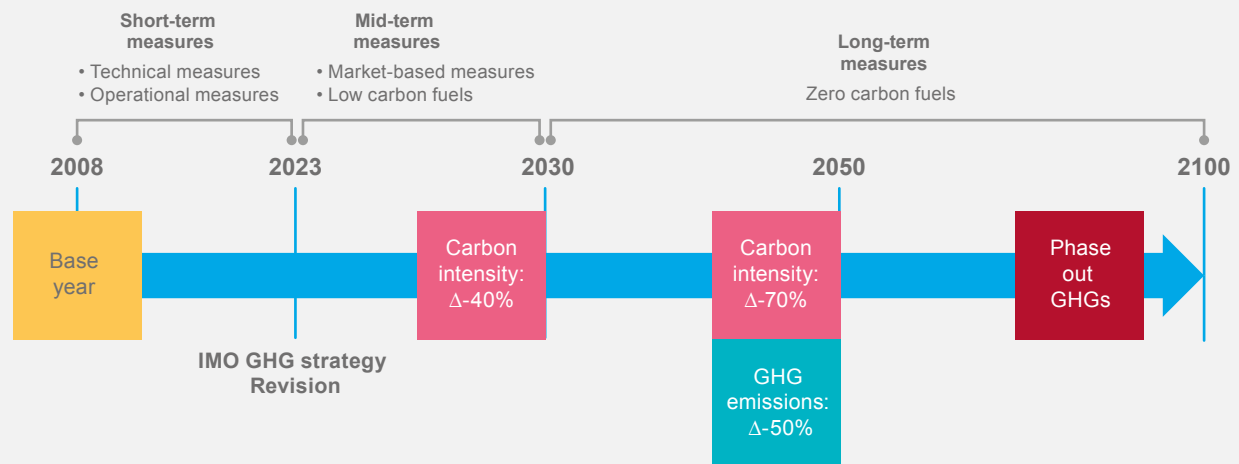 Short-term
measures
• Technical measures
• Operational measures
Mid-term
measures
• Market-based measures
• Low carbon fuels
Long-term
measures
Zero carbon fuels
2008
2023
2030
2050
2100
Base
year
Carbon
intensity:
Δ-40%
Carbon
intensity:
Δ-70%
Phase
out
GHGs
IMO GHG strategy
Revision
GHG
emissions:
Δ-50%